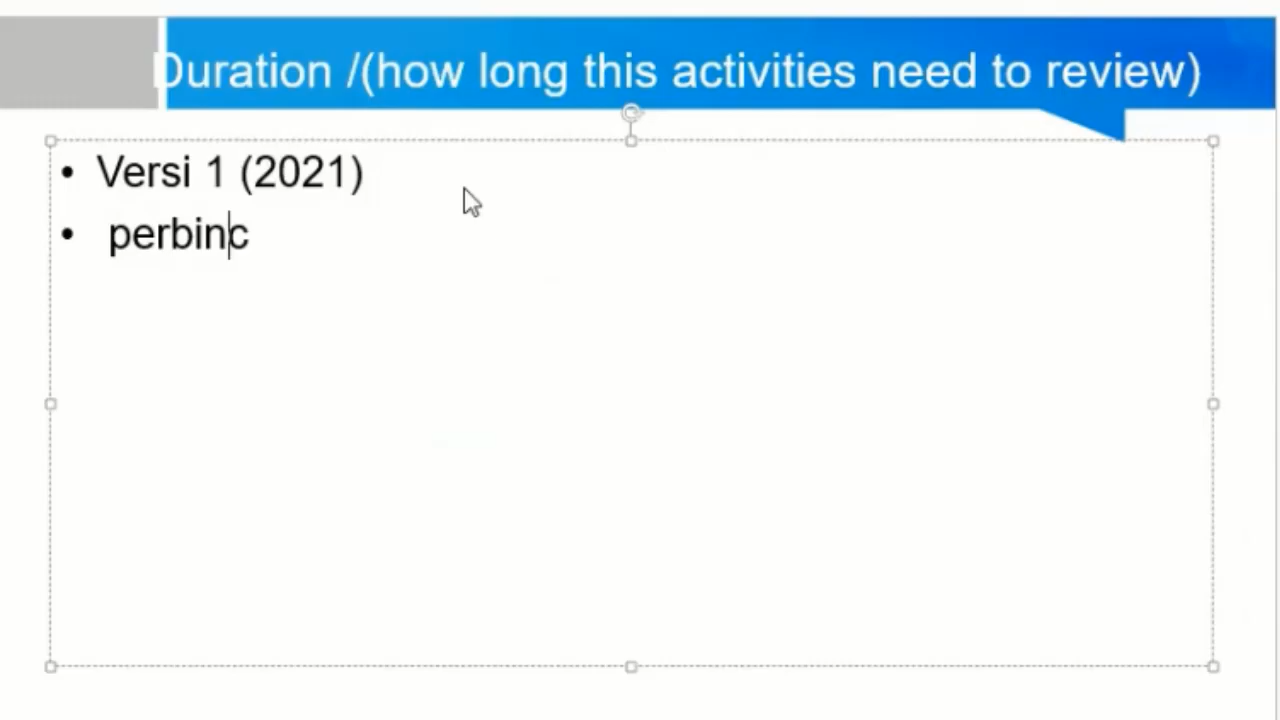 Duration /(how long this activities need to review)
• Versi 1 (2021)
• perbinc